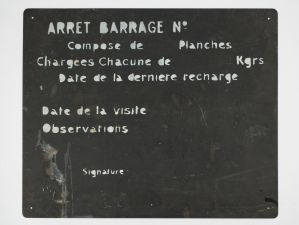 ARRET BARRAGE Nº
Compose de Planches
Chargees Chacune de Kgrs
Date de la derniere recharge
Date de la visite
Observations
Signature